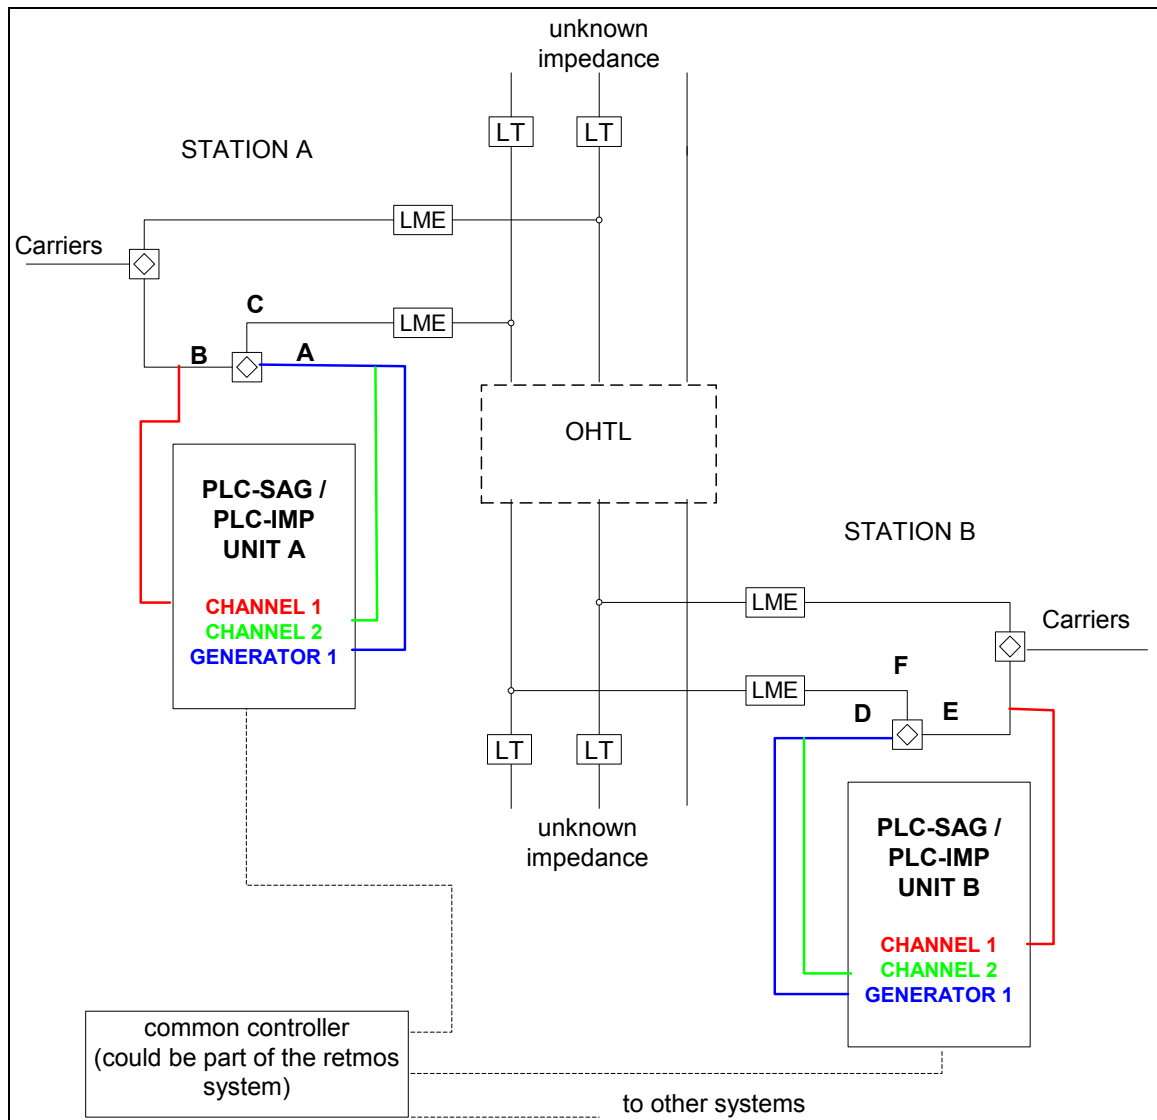 unknown
impedance
LT
LT
STATION A
LME
Carriers
C
LME
B
A
OHTL
PLC-SAG /
PLC-IMP
UNIT A
STATION B
LME
CHANNEL 1
CHANNEL 2
GENERATOR 1
Carriers
F
LME
D
E
LT
LT
unknown
impedance
PLC-SAG /
PLC-IMP
UNIT B
CHANNEL 1
CHANNEL 2
GENERATOR 1
common controller
(could be part of the retmos
system)
to other systems